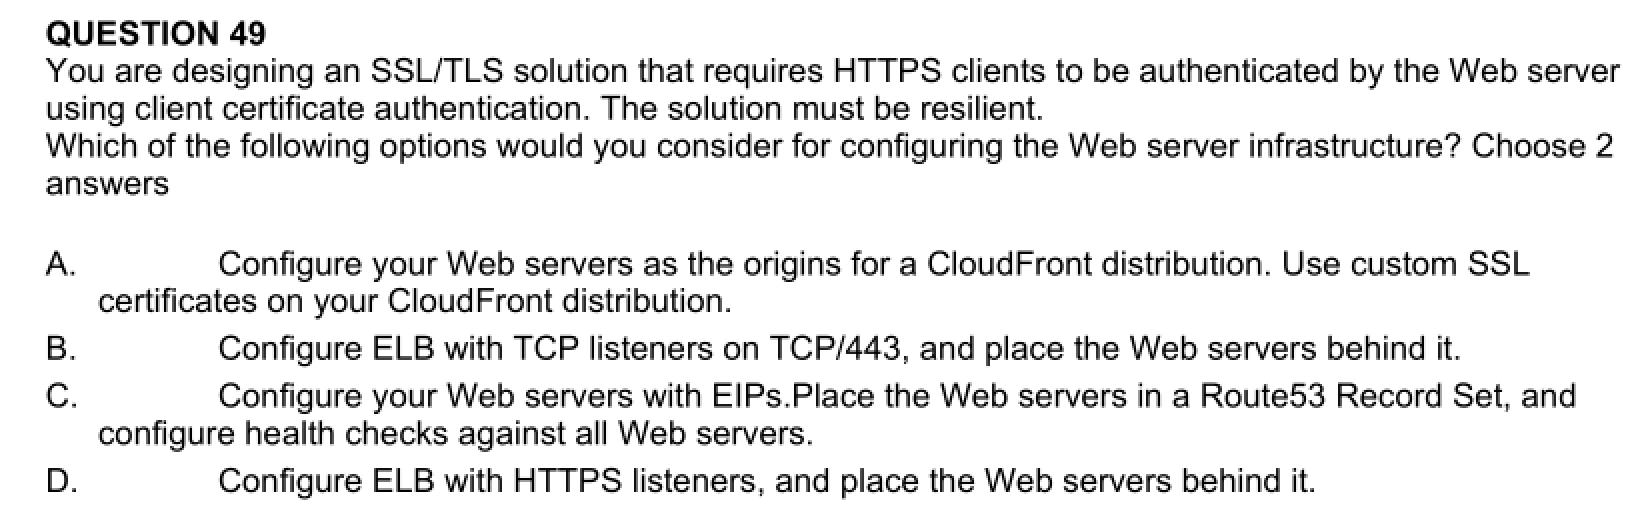 QUESTION 49
You are designing an SSL/TLS solution that requires HTTPS clients to be authenticated by the Web server
using client certificate authentication. The solution must be resilient.
Which of the following options would you consider for configuring the Web server infrastructure? Choose 2
answers
A. Configure your Web servers as the origins for a CloudFront distribution. Use custom SSL
certificates on your CloudFront distribution.
B. Configure ELB with TCP listeners on TCP/443, and place the Web servers behind it.
C. Configure your Web servers with EIPs.Place the Web servers in a Route53 Record Set, and
configure health checks against all Web servers.
D. Configure ELB with HTTPS listeners, and place the Web servers behind it.